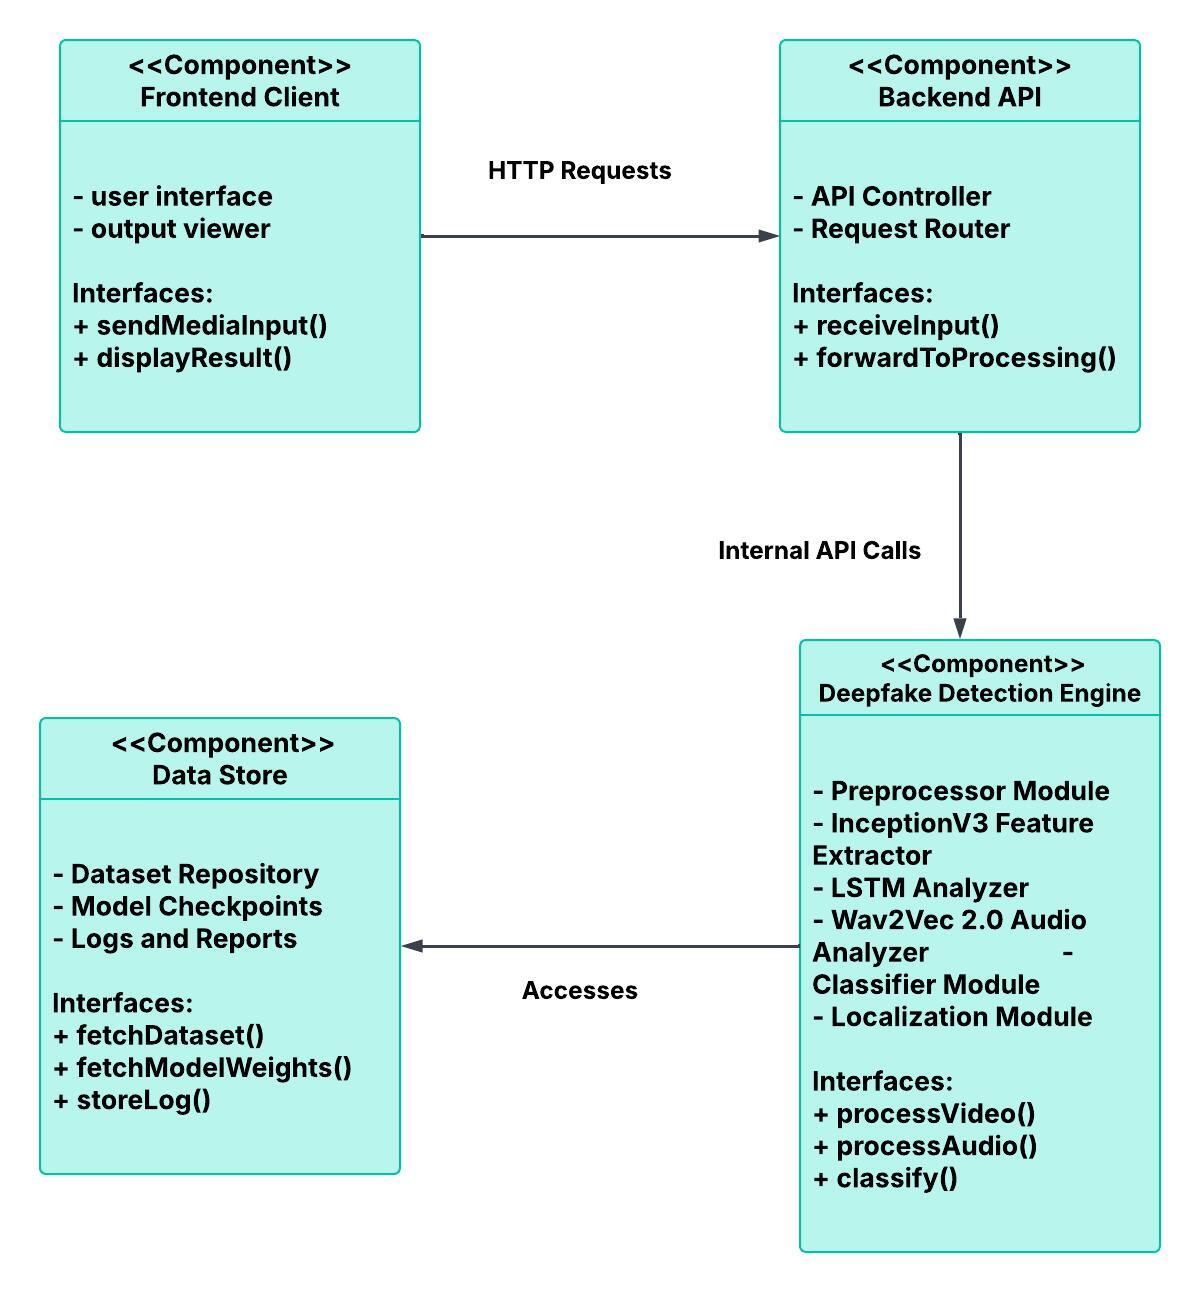 <<Component>>
Frontend Client
- user interface
- output viewer
Interfaces:
+ sendMediaInput()
+ displayResult()
HTTP Requests
<<Component>>
Backend API
- API Controller
- Request Router
Interfaces:
+ receiveInput()
+ forwardToProcessing()
Internal API Calls
<<Component>>
Deepfake Detection Engine
- Preprocessor Module
- InceptionV3 Feature
Extractor
- LSTM Analyzer
- Wav2Vec 2.0 Audio
Analyzer -
Classifier Module
- Localization Module
Interfaces:
+ processVideo()
+ processAudio()
+ classify()
Accesses
<<Component>>
Data Store
- Dataset Repository
- Model Checkpoints
- Logs and Reports
Interfaces:
+ fetchDataset()
+ fetchModelWeights()
+ storeLog()